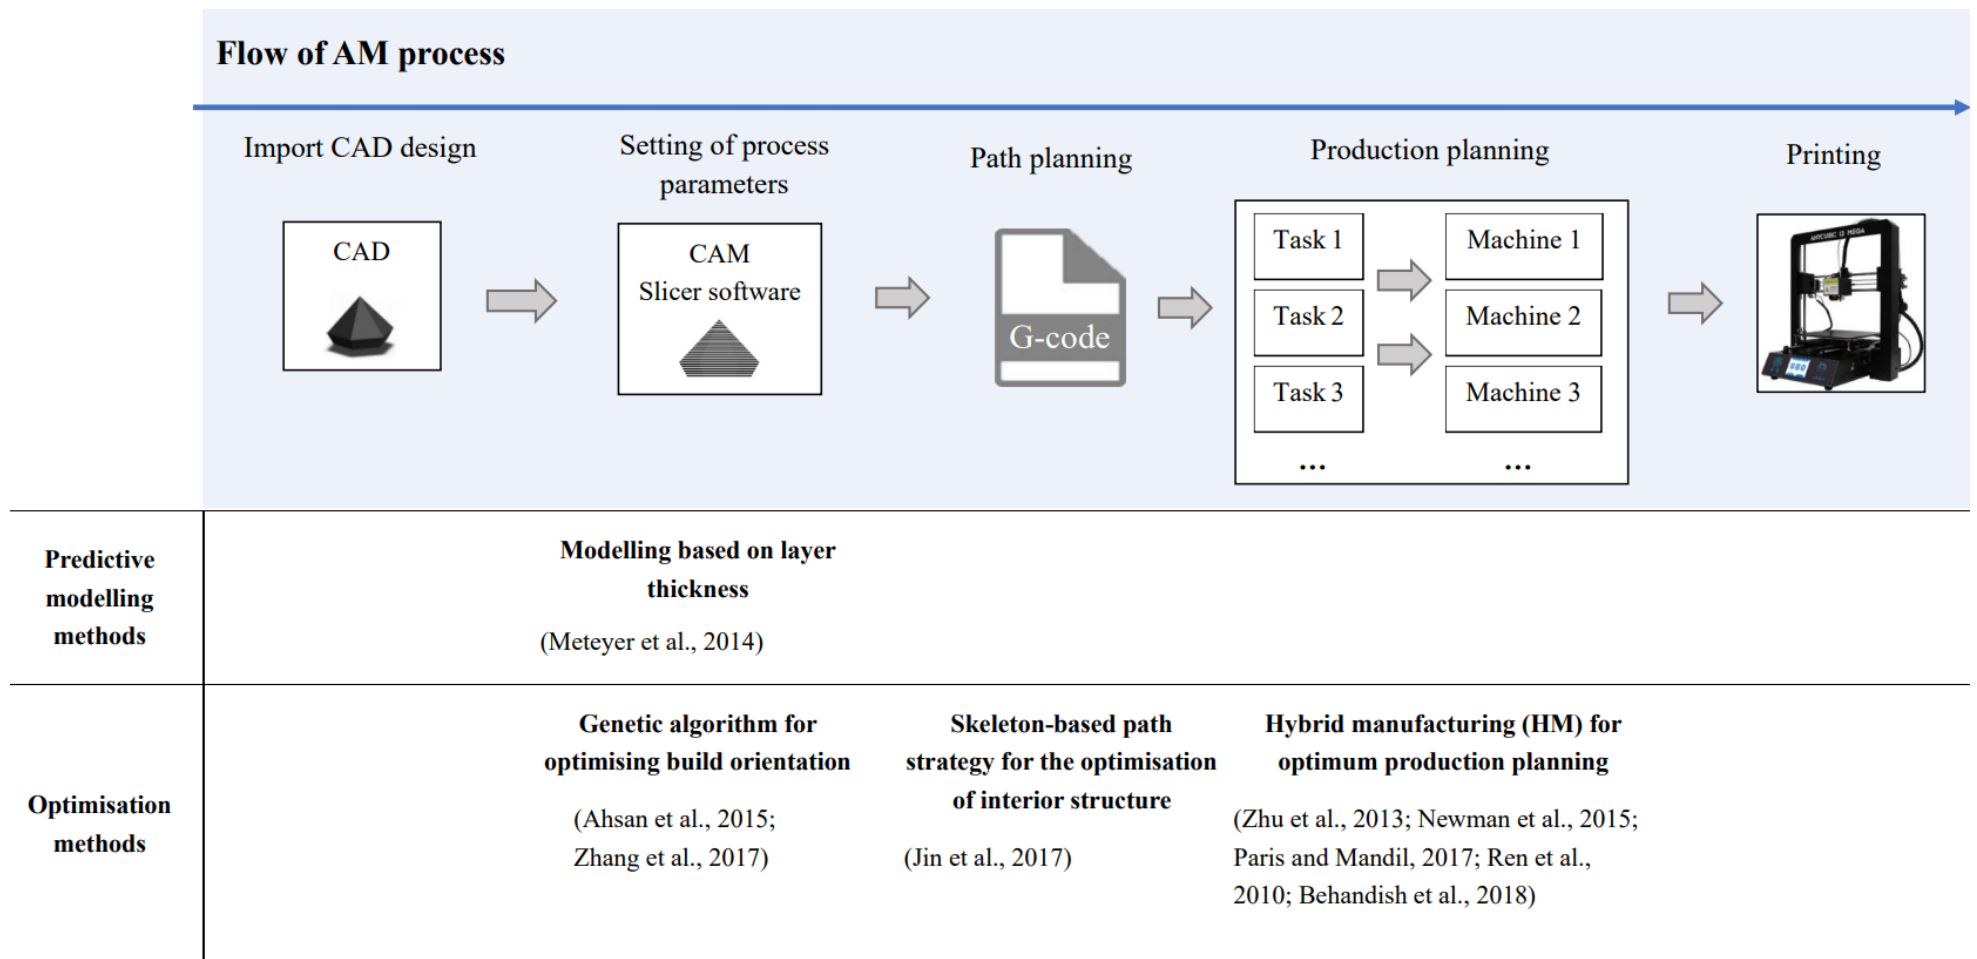 Flow of AM process
Import CAD design
Setting of process
parameters
Path planning
Production planning
Printing
CAD
CAM
Slicer software
G-code
Task 1
Machine 1
Task 2
Machine 2
Task 3
Machine 3
...
...
ANYCUBIC I3 MEGA
Predictive
modelling
methods
Modelling based on layer
thickness
(Meteyer et al., 2014)
Optimisation
methods
Genetic algorithm for
optimising build orientation
(Ahsan et al., 2015;
Zhang et al., 2017)
Skeleton-based path
strategy for the optimisation
of interior structure
(Jin et al., 2017)
Hybrid manufacturing (HM) for
optimum production planning
(Zhu et al., 2013; Newman et al., 2015;
Paris and Mandil, 2017; Ren et al.,
2010; Behandish et al., 2018)